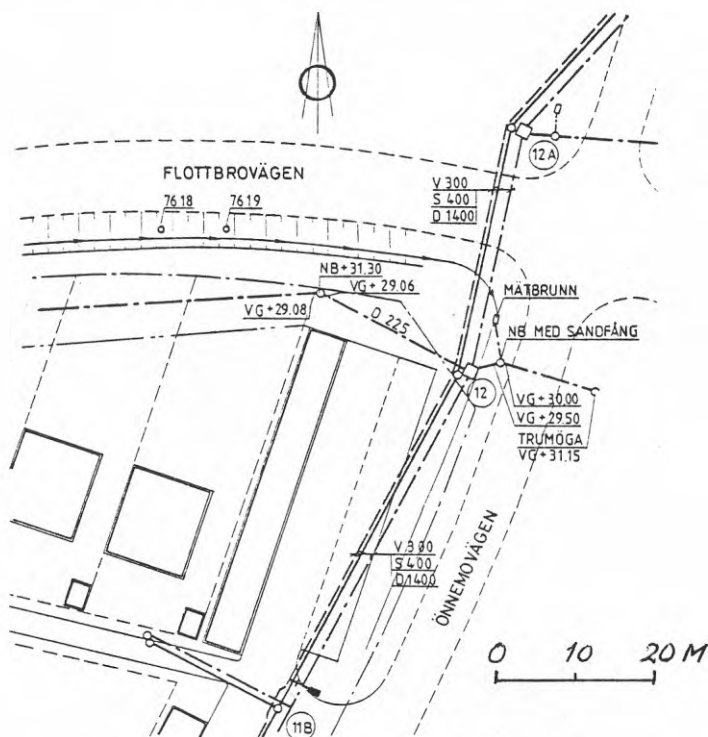 12A
FLOTTBROVÄGEN
V 300
S 400
D 1400
7618
7619
NB+31.30
VG+29.06
MÄTBRUNN
VG+29.08
D 225
NB MED SANDFÅNG
12
VG+30.00
VG+29.50
TRUMÖGA
VG+31.15
V 300
S 400
D 1400
ÖNNEMOVÄGEN
0 10 20 M
11B